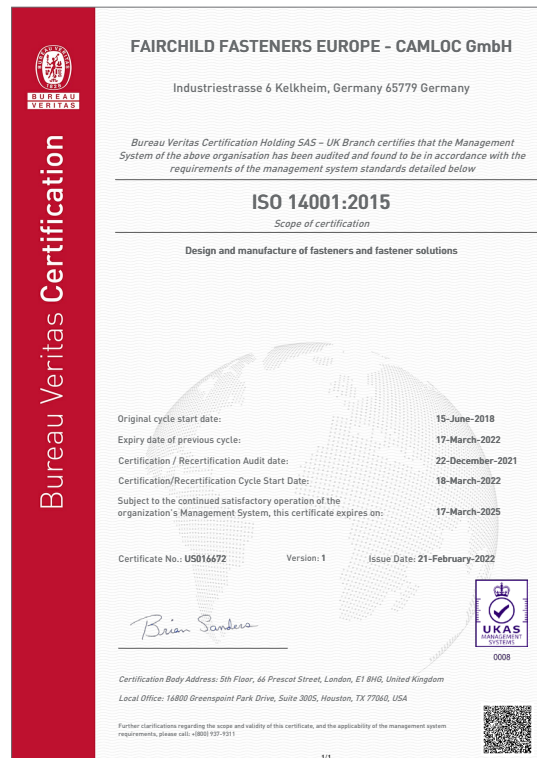 FAIRCHILD FASTENERS EUROPE - CAMLOC GmbH
Industriestrasse 6 Kelkheim, Germany 65779 Germany
BUREAU VERITAS
1828
BUREAU
VERITAS
Bureau Veritas Certification
Bureau Veritas Certification Holding SAS – UK Branch certifies that the Management
System of the above organisation has been audited and found to be in accordance with the
requirements of the management system standards detailed below
ISO 14001:2015
Scope of certification
Design and manufacture of fasteners and fastener solutions
Original cycle start date: 15-June-2018
Expiry date of previous cycle: 17-March-2022
Certification / Recertification Audit date: 22-December-2021
Certification/Recertification Cycle Start Date: 18-March-2022
Subject to the continued satisfactory operation of the
organization's Management System, this certificate expires on: 17-March-2025
Certificate No.: US016672 Version: 1 Issue Date: 21-February-2022
Brian Sanders
UKAS
MANAGEMENT
SYSTEMS
0008
Certification Body Address: 5th Floor, 66 Prescot Street, London, E1 8HG, United Kingdom
Local Office: 16800 Greenspoint Park Drive, Suite 300S, Houston, TX 77060, USA
Further clarifications regarding the scope and validity of this certificate, and the applicability of the management system
requirements, please call: +(800) 937-9311
1/1